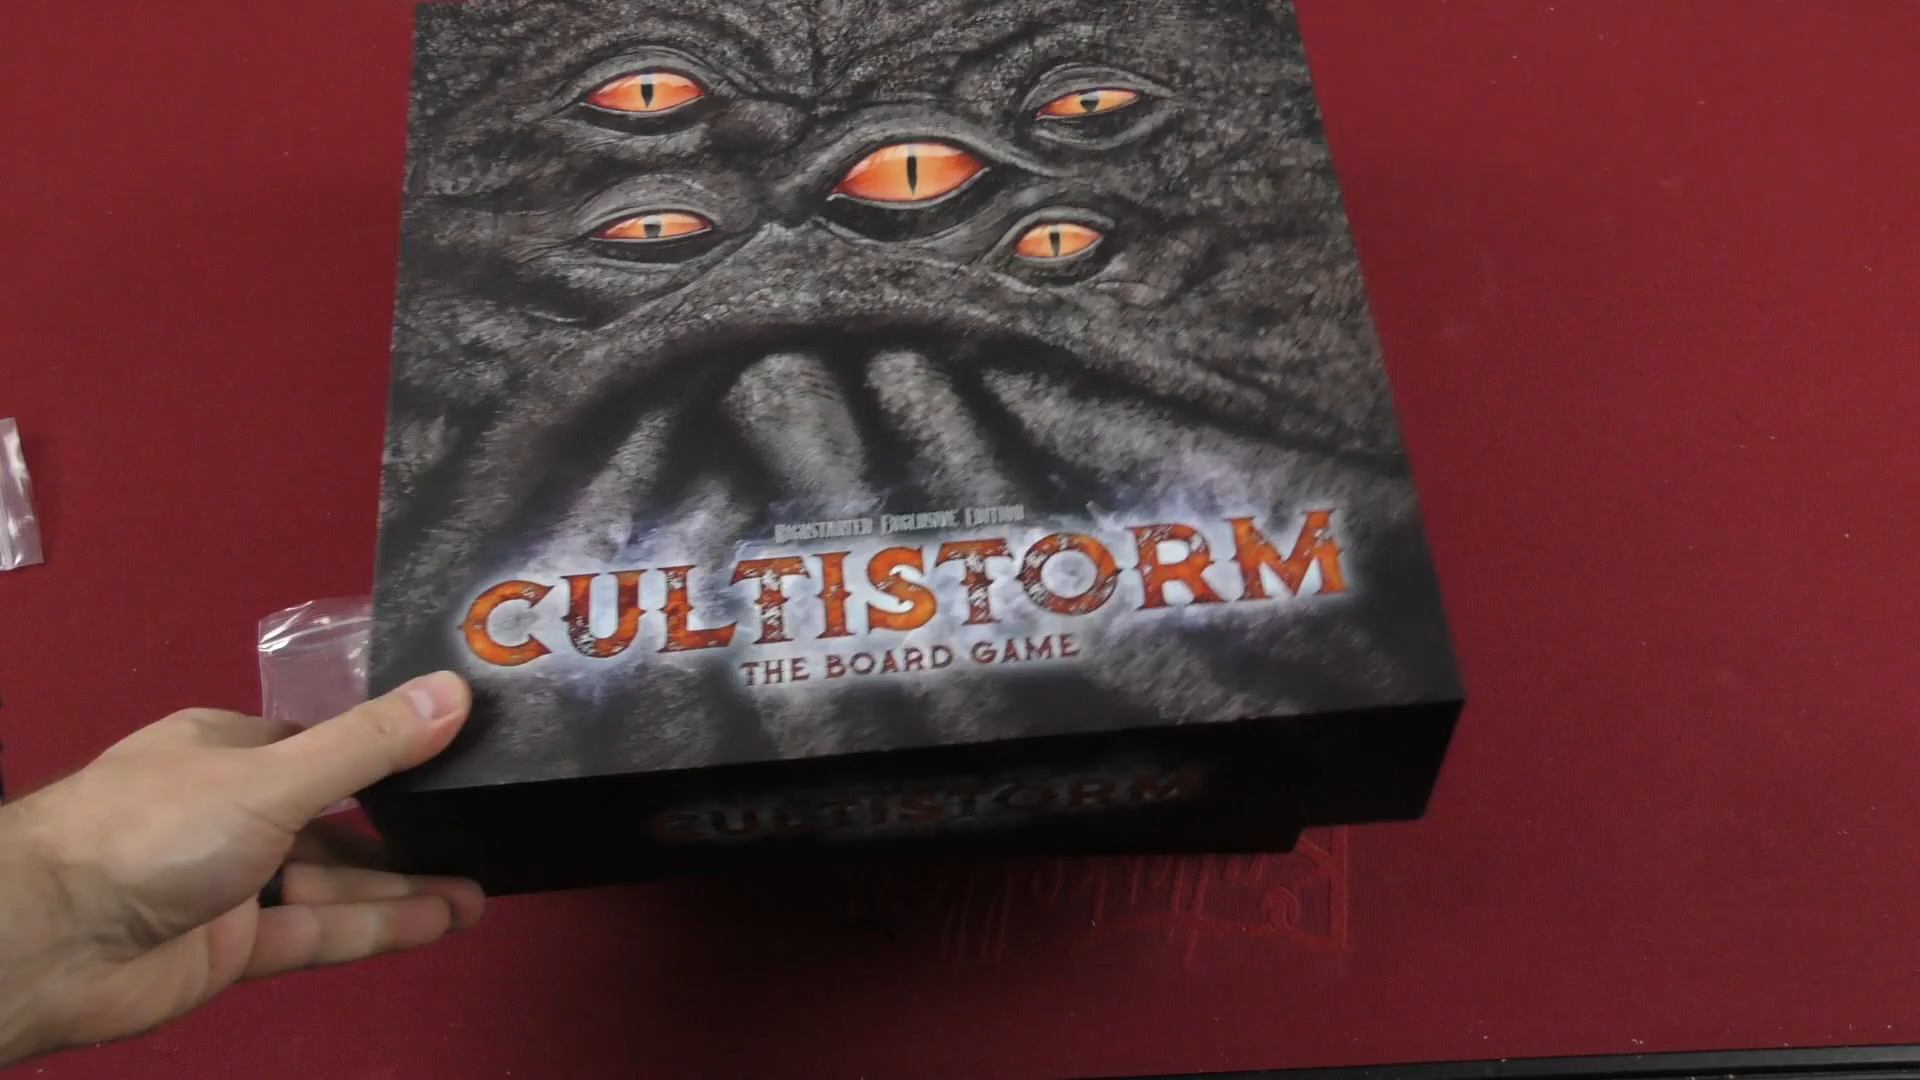 KICKSTARTER EXCLUSIVE EDITION
CULTISTORM
THE BOARD GAME
CULTISTORM